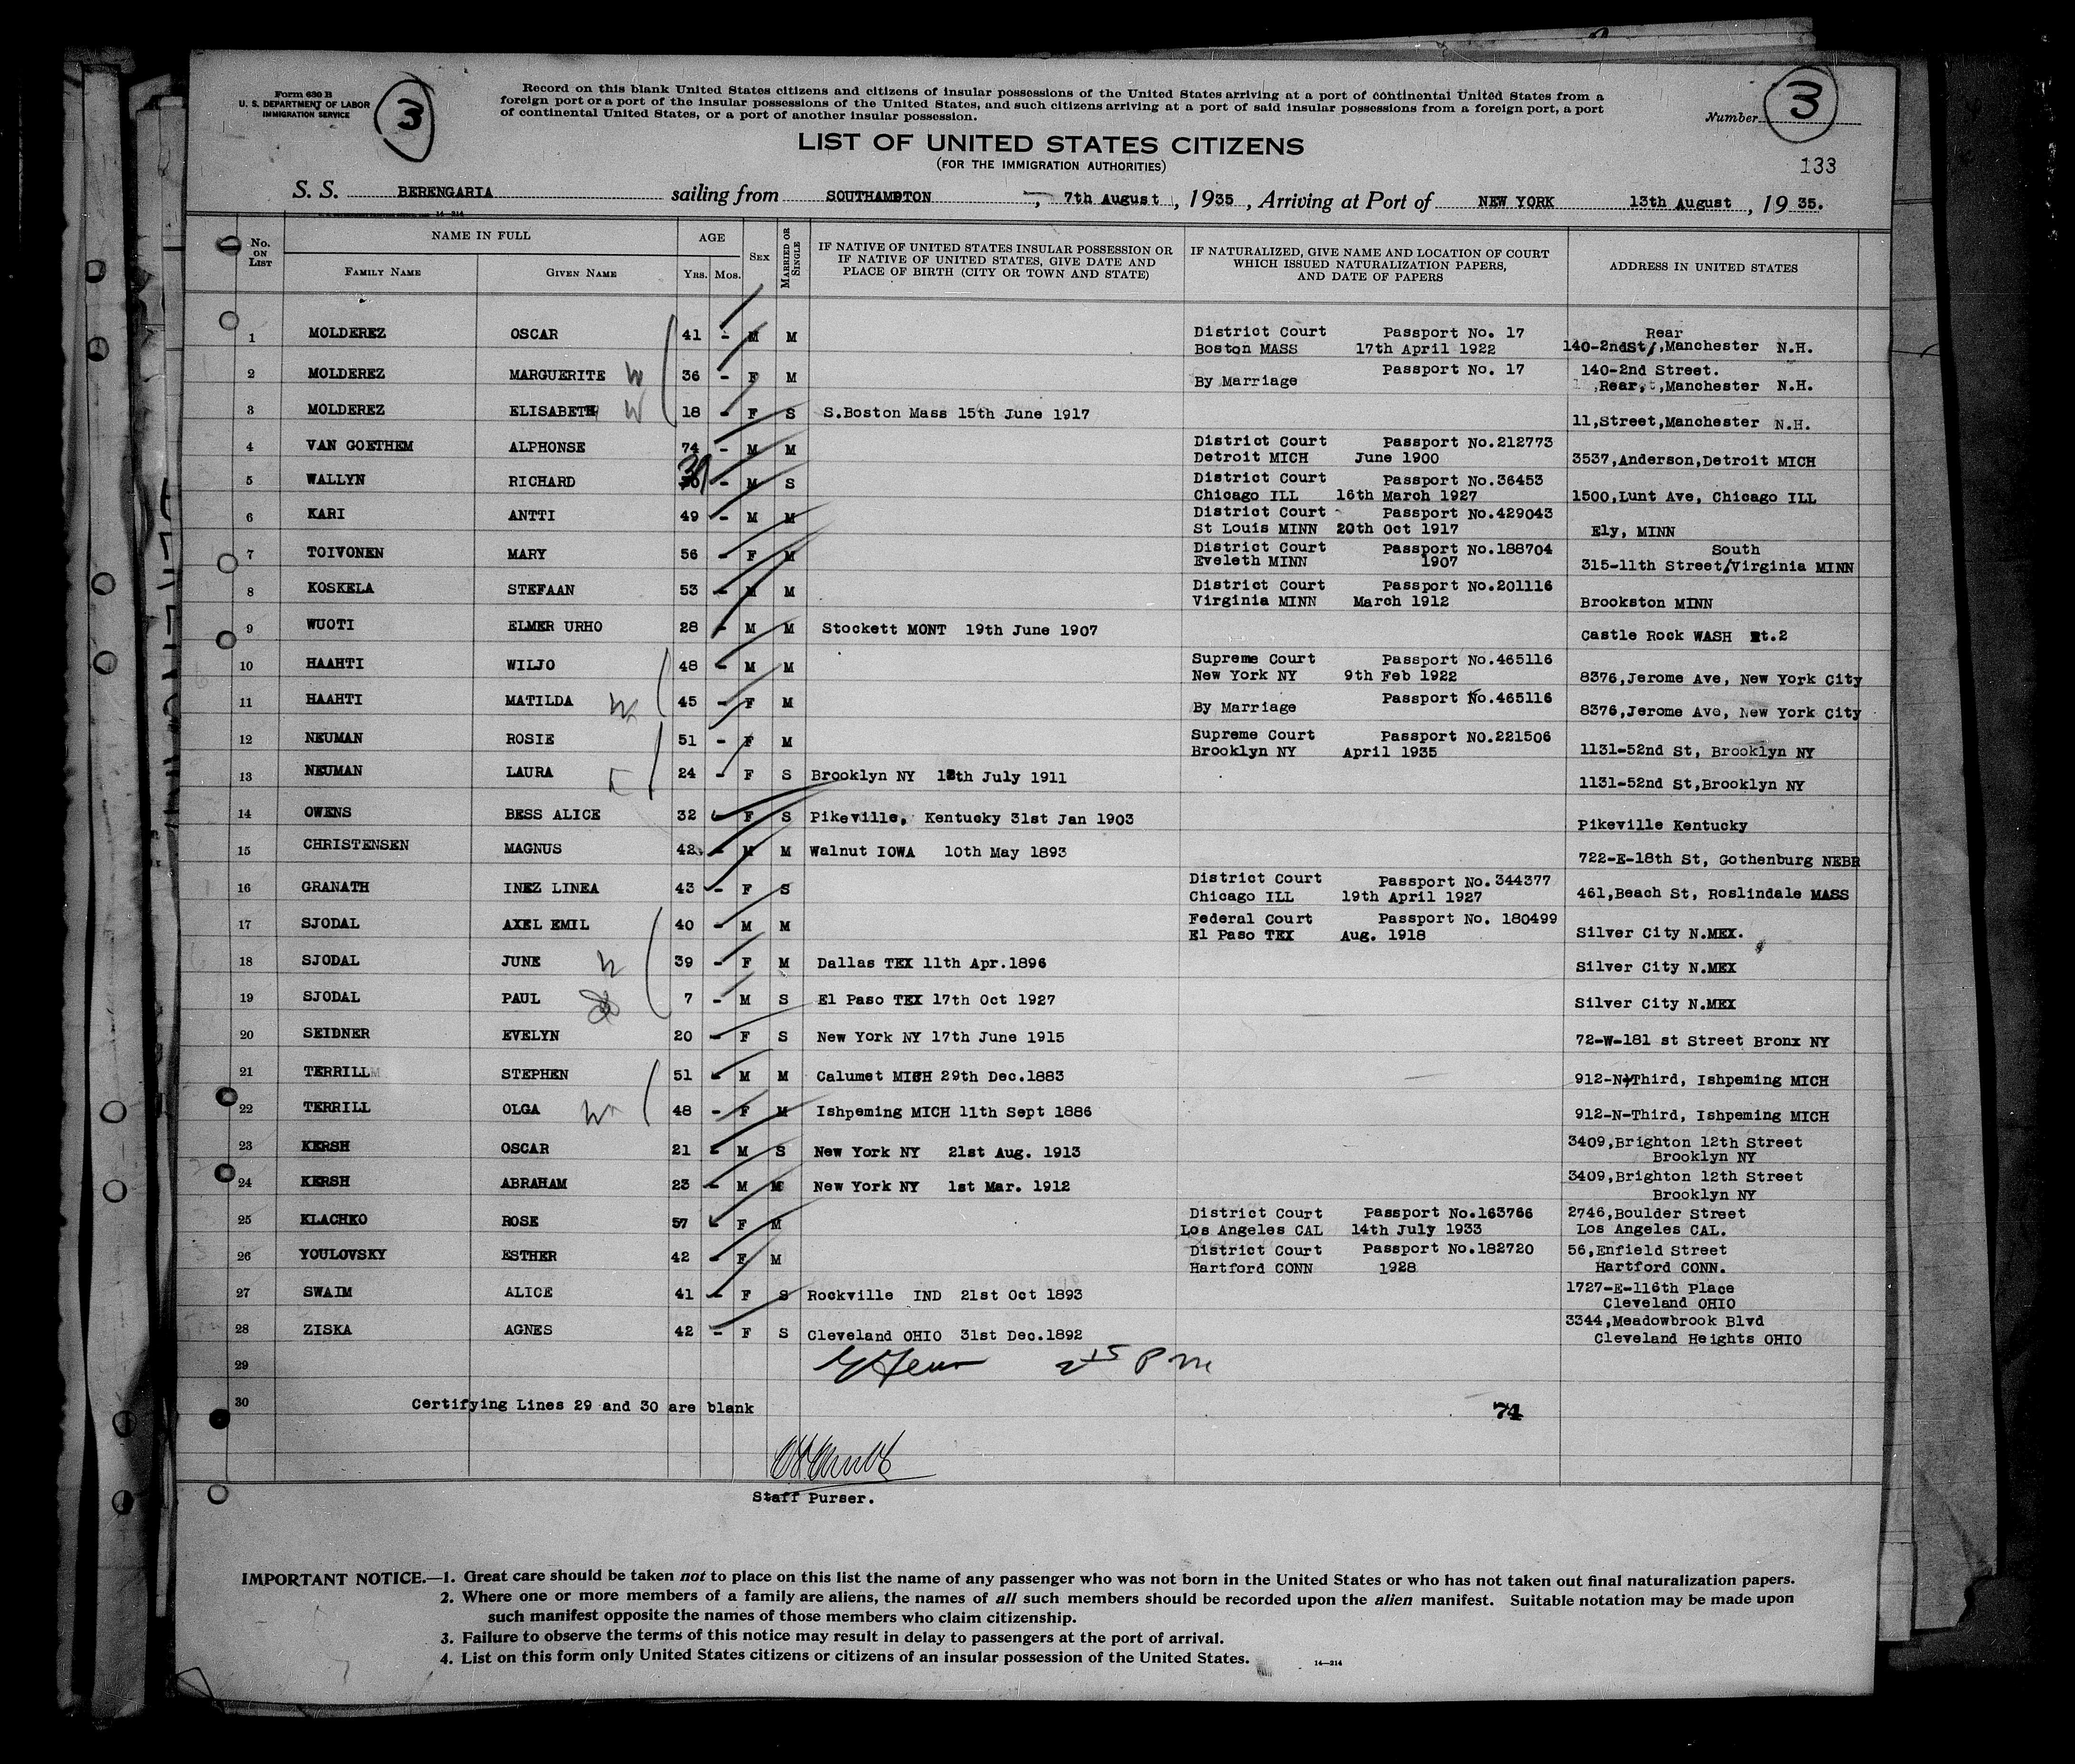 Form 630 B
U. S. DEPARTMENT OF LABOR
IMMIGRATION SERVICE
3
Record on this blank United States citizens and citizens of insular possessions of the United States arriving at a port of continental United States from a
foreign port or a port of the insular possessions of the United States, and such citizens arriving at a port of said insular possessions from a foreign port, a port
of continental United States, or a port of another insular possession.
Number 3
LIST OF UNITED STATES CITIZENS
(FOR THE IMMIGRATION AUTHORITIES)
133
S. S. BERENGARIA sailing from SOUTHAMPTON, 7th August, 1935, Arriving at Port of NEW YORK 13th August, 1935.
No. ON LIST
NAME IN FULL
FAMILY NAME GIVEN NAME
AGE
YRS. MOS.
SEX
MARRIED OR SINGLE
IF NATIVE OF UNITED STATES INSULAR POSSESSION OR
IF NATIVE OF UNITED STATES, GIVE DATE AND
PLACE OF BIRTH (CITY OR TOWN AND STATE)
IF NATURALIZED, GIVE NAME AND LOCATION OF COURT
WHICH ISSUED NATURALIZATION PAPERS,
AND DATE OF PAPERS
ADDRESS IN UNITED STATES
1 MOLDEREZ OSCAR 41 - M M District Court Passport No. 17 Rear
Boston MASS 17th April 1922 140-2ndSt/,Manchester N.H.
2 MOLDEREZ MARGUERITE W 36 - F M Passport No. 17 140-2nd Street.
By Marriage Rear, ,Manchester N.H.
3 MOLDEREZ ELISABETH W 18 - F S S.Boston Mass 15th June 1917 11,Street,Manchester N.H.
4 VAN GOETHEM ALPHONSE 74 - M M District Court Passport No.212773
Detroit MICH June 1900 3537,Anderson,Detroit MICH
5 WALLYN RICHARD - M S District Court Passport No.36453
Chicago ILL 16th March 1927 1500,Lunt Ave, Chicago ILL
6 KARI ANTTI 49 - M M District Court Passport No.429043
St Louis MINN 20th Oct 1917 Ely, MINN
7 TOIVONEN MARY 56 - F M District Court Passport No.188704 South
Eveleth MINN 1907 315-11th Street/Virginia MINN
8 KOSKELA STEFAAN 53 - M M District Court Passport No.201116
Virginia MINN March 1912 Brookston MINN
9 WUOTI ELMER URHO 28 - M M Stockett MONT 19th June 1907 Castle Rock WASH Rt.2
10 HAAHTI WILJO 48 - M M Supreme Court Passport No.465116
New York NY 9th Feb 1922 8376,Jerome Ave, New York City
11 HAAHTI MATILDA W 45 - F M Passport No.465116
By Marriage 8376,Jerome Ave, New York City
12 NEUMAN ROSIE 51 - F M Supreme Court Passport NO.221506
Brooklyn NY April 1935 1131-52nd St, Brooklyn NY
13 NEUMAN LAURA 24 - F S Brooklyn NY July 1911 1131-52nd St,Brooklyn NY
14 OWENS BESS ALICE 32 - F S Pikeville, Kentucky 31st Jan 1903 Pikeville Kentucky
15 CHRISTENSEN MAGNUS 42 - M M Walnut IOWA 10th May 1893 722-E-18th St, Gothenburg NEBR
16 GRANATH INEZ LINEA 43 - F S District Court Passport No.344377
Chicago ILL 19th April 1927 461,Beach St, Roslindale MASS
17 SJODAL AXEL EMIL 40 - M M Federal Court Passport No. 180499
El Paso TEX Aug. 1918 Silver City N.MEX.
18 SJODAL JUNE 39 - F M Dallas TEX 11th Apr.1896 Silver City N.MEX
19 SJODAL PAUL 7 - M S El Paso TEX 17th Oct 1927 Silver City N.MEX
20 SEIDNER EVELYN 20 - F S New York NY 17th June 1915 72-W-181 st Street Bronx NY
21 TERRILL STEPHEN 51 - M M Calumet MICH 29th Dec.1883 912-N-Third, Ishpeming MICH
22 TERRILL OLGA 48 - F M Ishpeming MICH 11th Sept 1886 912-N-Third, Ishpeming MICH
23 KERSH OSCAR 21 - M S New York NY 21st Aug. 1913 3409,Brighton 12th Street
Brooklyn NY
24 KERSH ABRAHAM 23 - M M New York NY 1st Mar. 1912 3409,Brighton 12th Street
Brooklyn NY
25 KLACHKO ROSE 57 - F M District Court Passport No.163766 2746,Boulder Street
Los Angeles CAL 14th July 1933 Los Angeles CAL.
26 YOULOVSKY ESTHER 42 - F M District Court Passport No.182720 56,Enfield Street
Hartford CONN 1928 Hartford CONN.
27 SWAIM ALICE 41 - F S Rockville IND 21st Oct 1893 1727-E-116th Place
Cleveland OHIO
28 ZISKA AGNES 42 - F S Cleveland OHIO 31st Dec.1892 3344,Meadowbrook Blvd
Cleveland Heights OHIO
29 2 15 P m
30 Certifying Lines 29 and 30 are blank 74
Staff Purser.
IMPORTANT NOTICE.—1. Great care should be taken not to place on this list the name of any passenger who was not born in the United States or who has not taken out final naturalization papers.
2. Where one or more members of a family are aliens, the names of all such members should be recorded upon the alien manifest. Suitable notation may be made upon
such manifest opposite the names of those members who claim citizenship.
3. Failure to observe the terms of this notice may result in delay to passengers at the port of arrival.
4. List on this form only United States citizens or citizens of an insular possession of the United States.
14—214